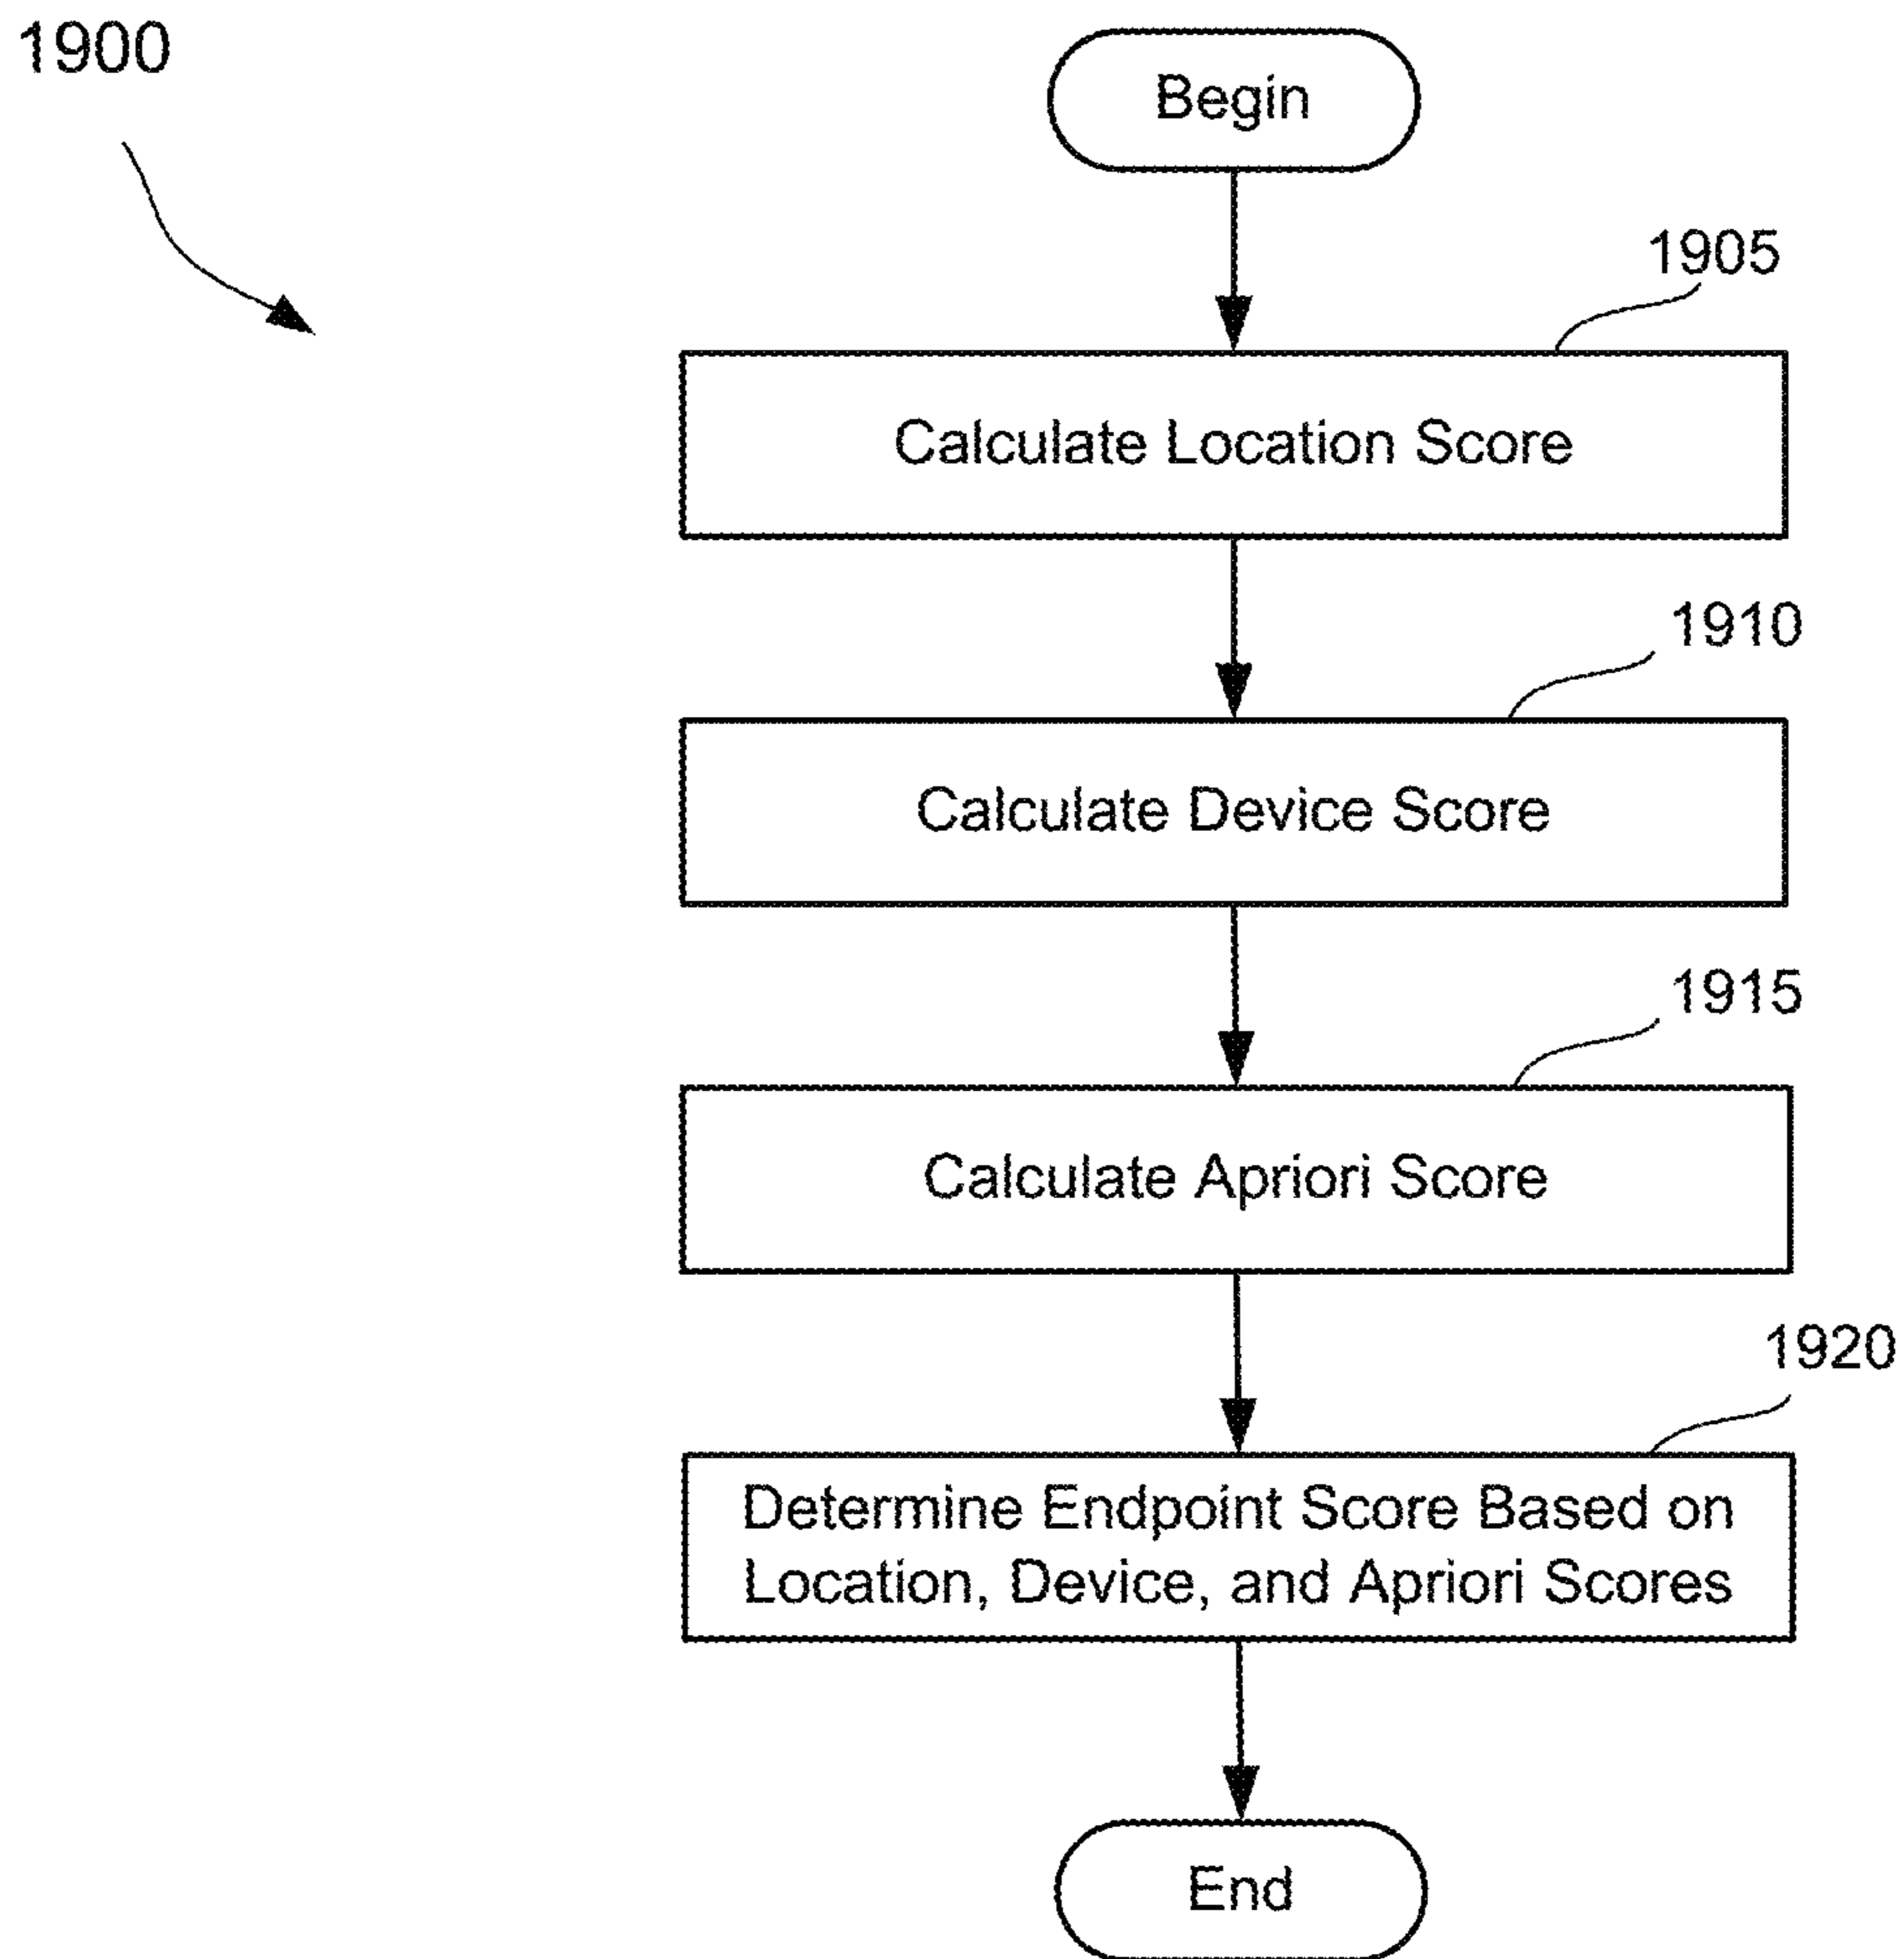 1900
Begin
1905
Calculate Location Score
1910
Calculate Device Score
1915
Calculate Apriori Score
1920
Determine Endpoint Score Based on
Location, Device, and Apriori Scores
End